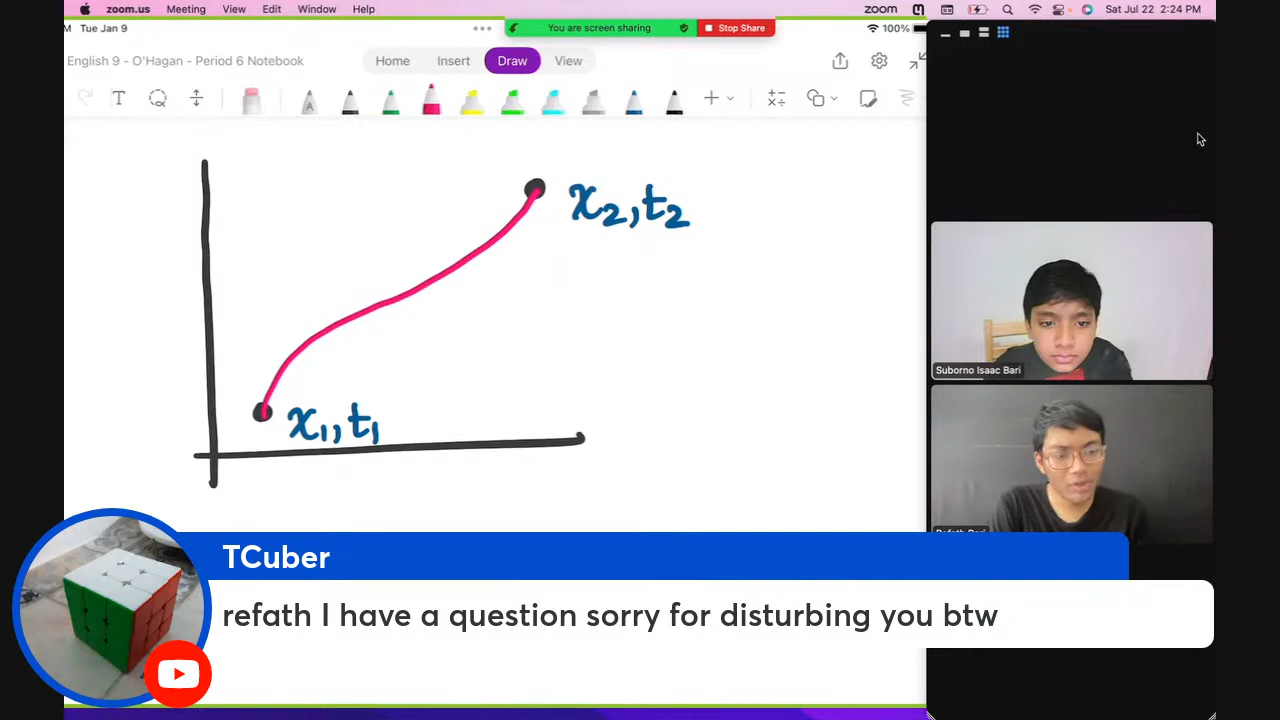 zoom.us Meeting View Edit Window Help
zoom Sat Jul 22 2:24 PM
Tue Jan 9
You are screen sharing Stop Share
100%
English 9 - O'Hagan - Period 6 Notebook
Home Insert Draw View
T
x₂, t₂
x₁, t₁
Suborno Isaac Bari
TCuber
refath I have a question sorry for disturbing you btw